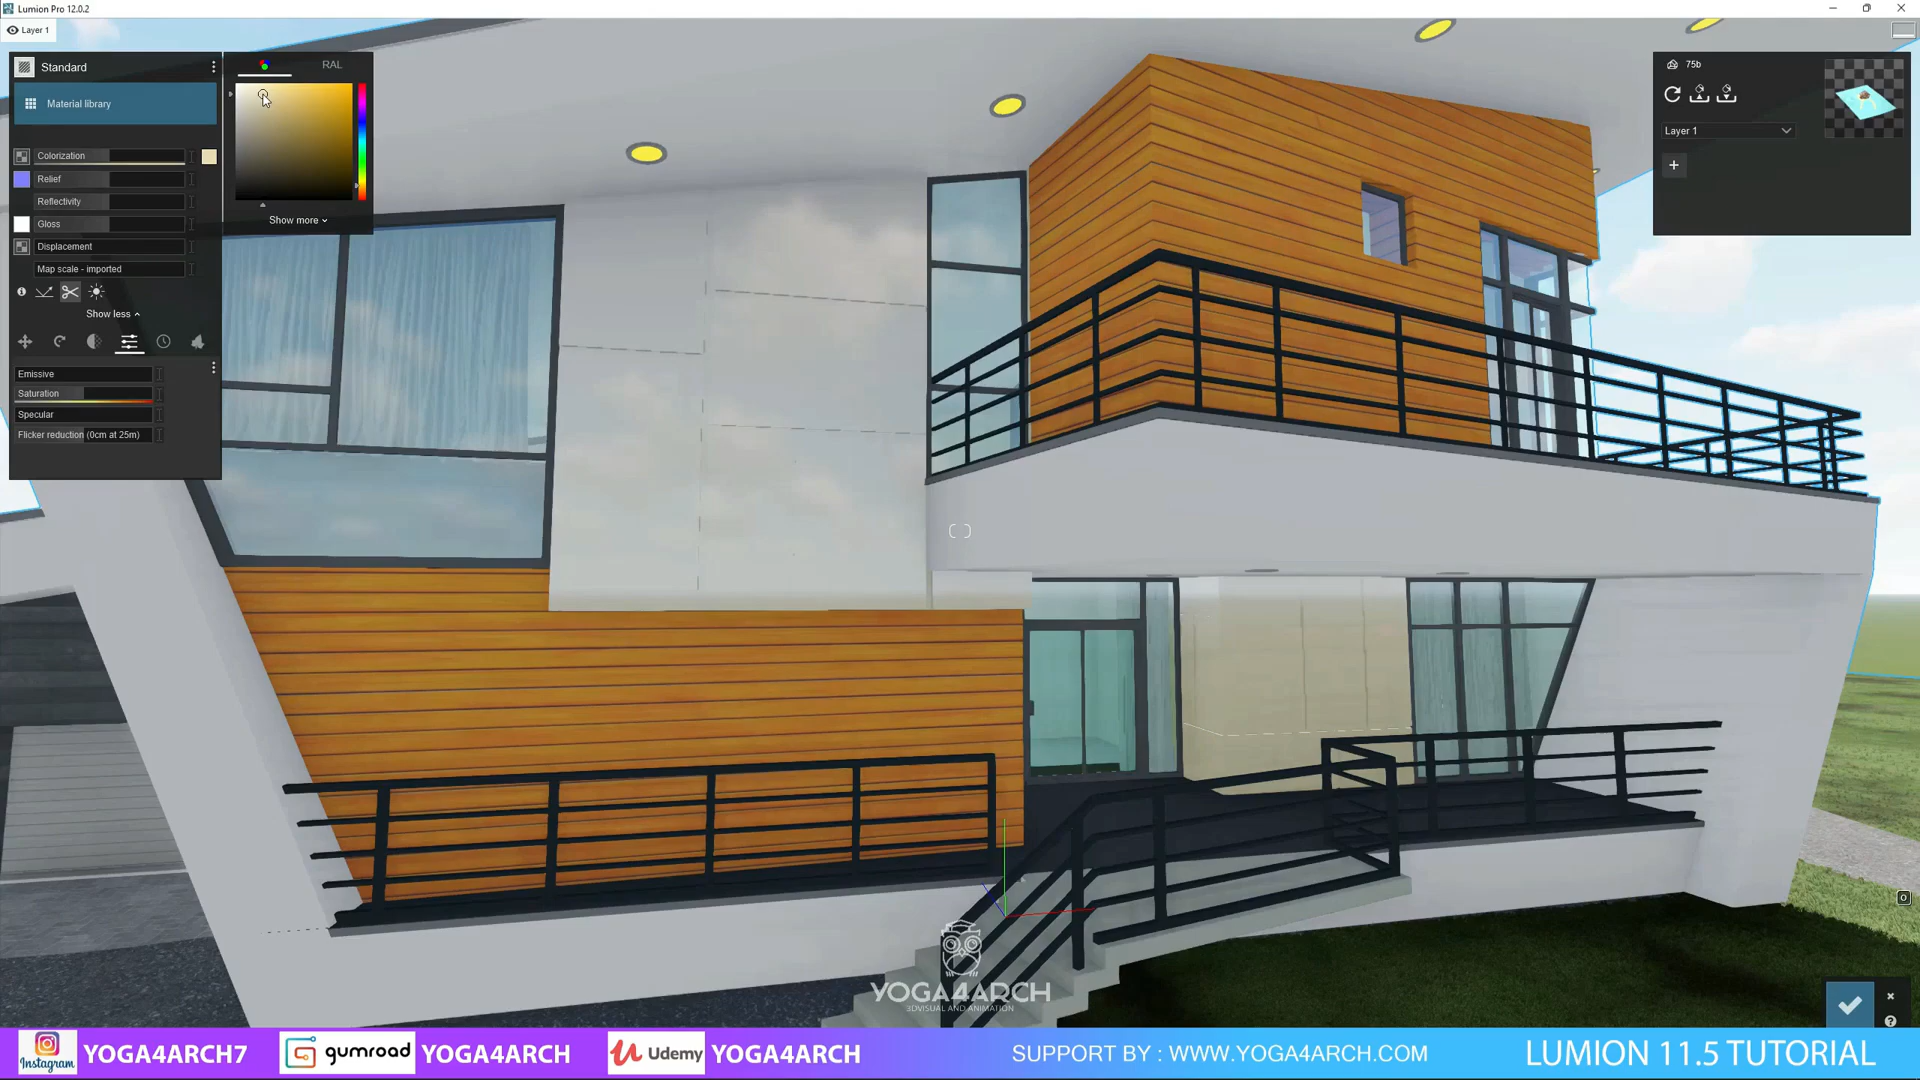 Lumion Pro 12.0.2
Layer 1
Standard
Material library
Colorization
Relief
Reflectivity
Gloss
Displacement
Map scale - imported
Show less
Emissive
Saturation
Specular
Flicker reduction (0cm at 25m)
RAL
Show more
75b
Layer 1
YOGA4ARCH
3DVISUAL AND ANIMATION
Instagram YOGA4ARCH7 gumroad YOGA4ARCH Udemy YOGA4ARCH SUPPORT BY : WWW.YOGA4ARCH.COM LUMION 11.5 TUTORIAL